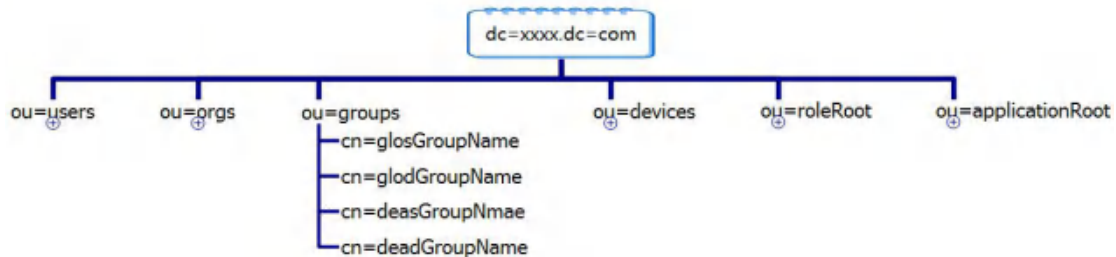 dc=xxxx.dc=com
ou=users
ou=orgs
ou=groups
ou=devices
ou=roleRoot
ou=applicationRoot
cn=glosGroupName
cn=glodGroupName
cn=deasGroupNmae
cn=deadGroupName